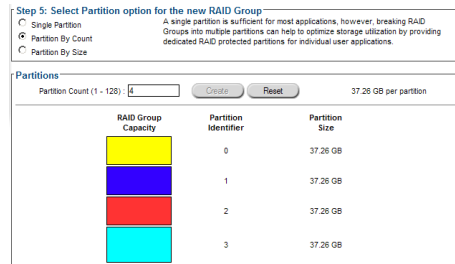 Step 5: Select Partition option for the new RAID Group
Single Partition
Partition By Count
Partition By Size
A single partition is sufficient for most applications, however, breaking RAID
Groups into multiple partitions can help to optimize storage utilization by providing
dedicated RAID protected partitions for individual user applications.
Partitions
Partition Count (1 - 128) : 4 Create Reset 37.26 GB per partition
RAID Group Capacity Partition Identifier Partition Size
0 37.26 GB
1 37.26 GB
2 37.26 GB
3 37.26 GB